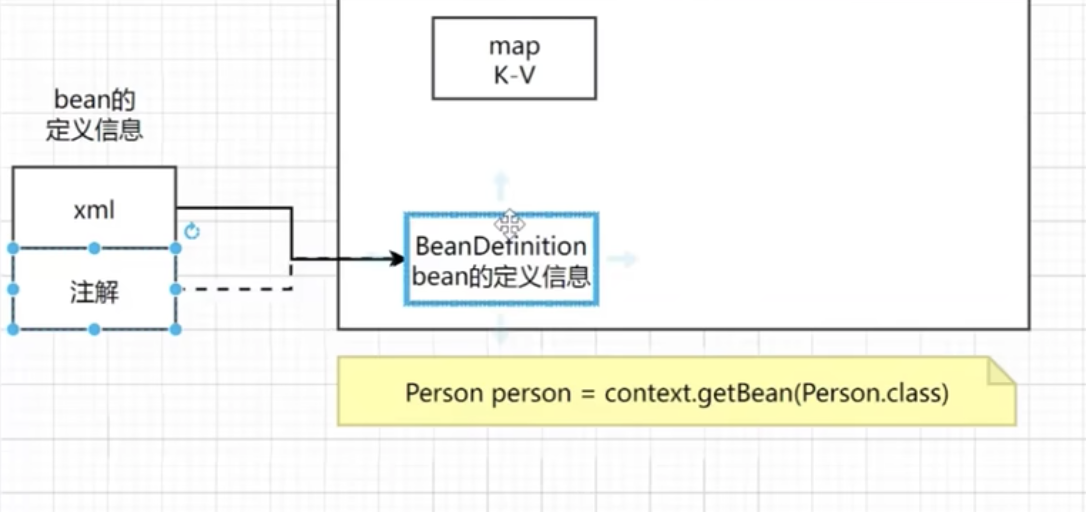 map
K-V
bean的
定义信息
xml
注解
BeanDefinition
bean的定义信息
Person person = context.getBean(Person.class)